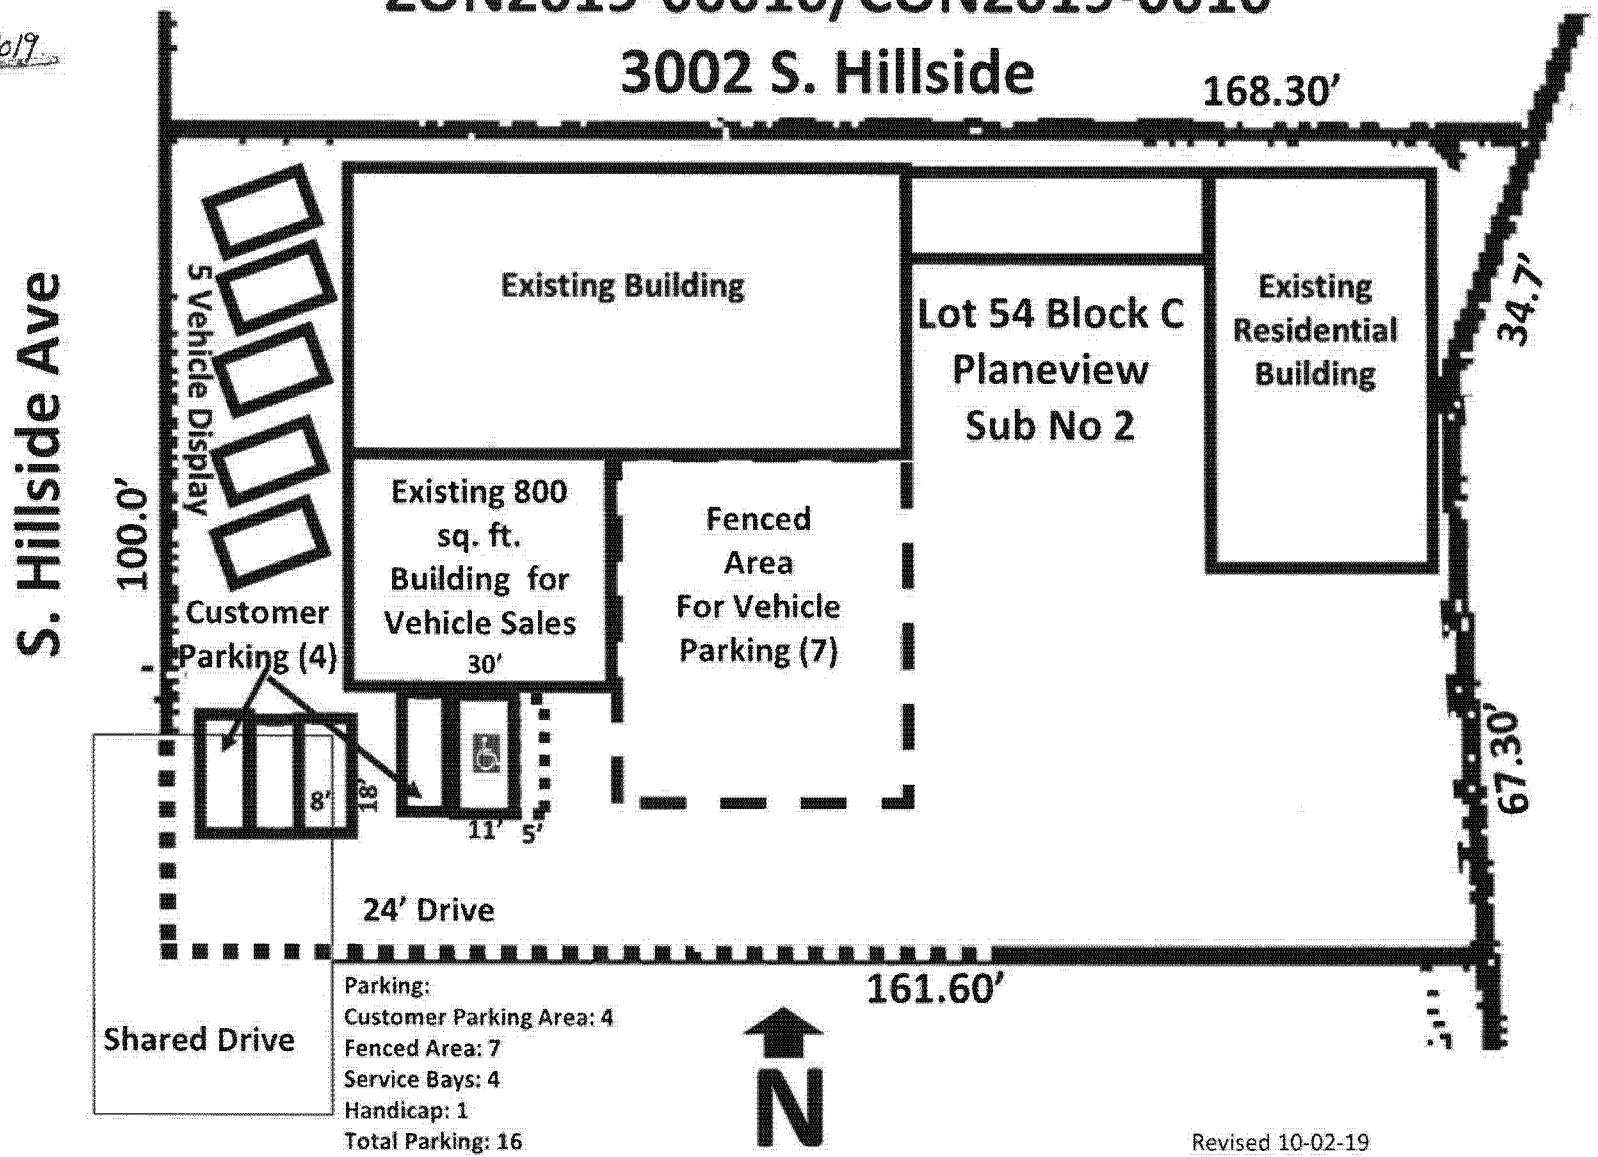 3002 S. Hillside
168.30'
S. Hillside Ave
100.0'
5 Vehicle Display
Existing Building
Lot 54 Block C
Planeview
Sub No 2
Existing
Residential
Building
34.7'
Existing 800
sq. ft.
Building for
Vehicle Sales
30'
Fenced
Area
For Vehicle
Parking (7)
Customer
Parking (4)
8'
18'
11'
5'
67.30'
24' Drive
161.60'
Shared Drive
Parking:
Customer Parking Area: 4
Fenced Area: 7
Service Bays: 4
Handicap: 1
Total Parking: 16
N
Revised 10-02-19